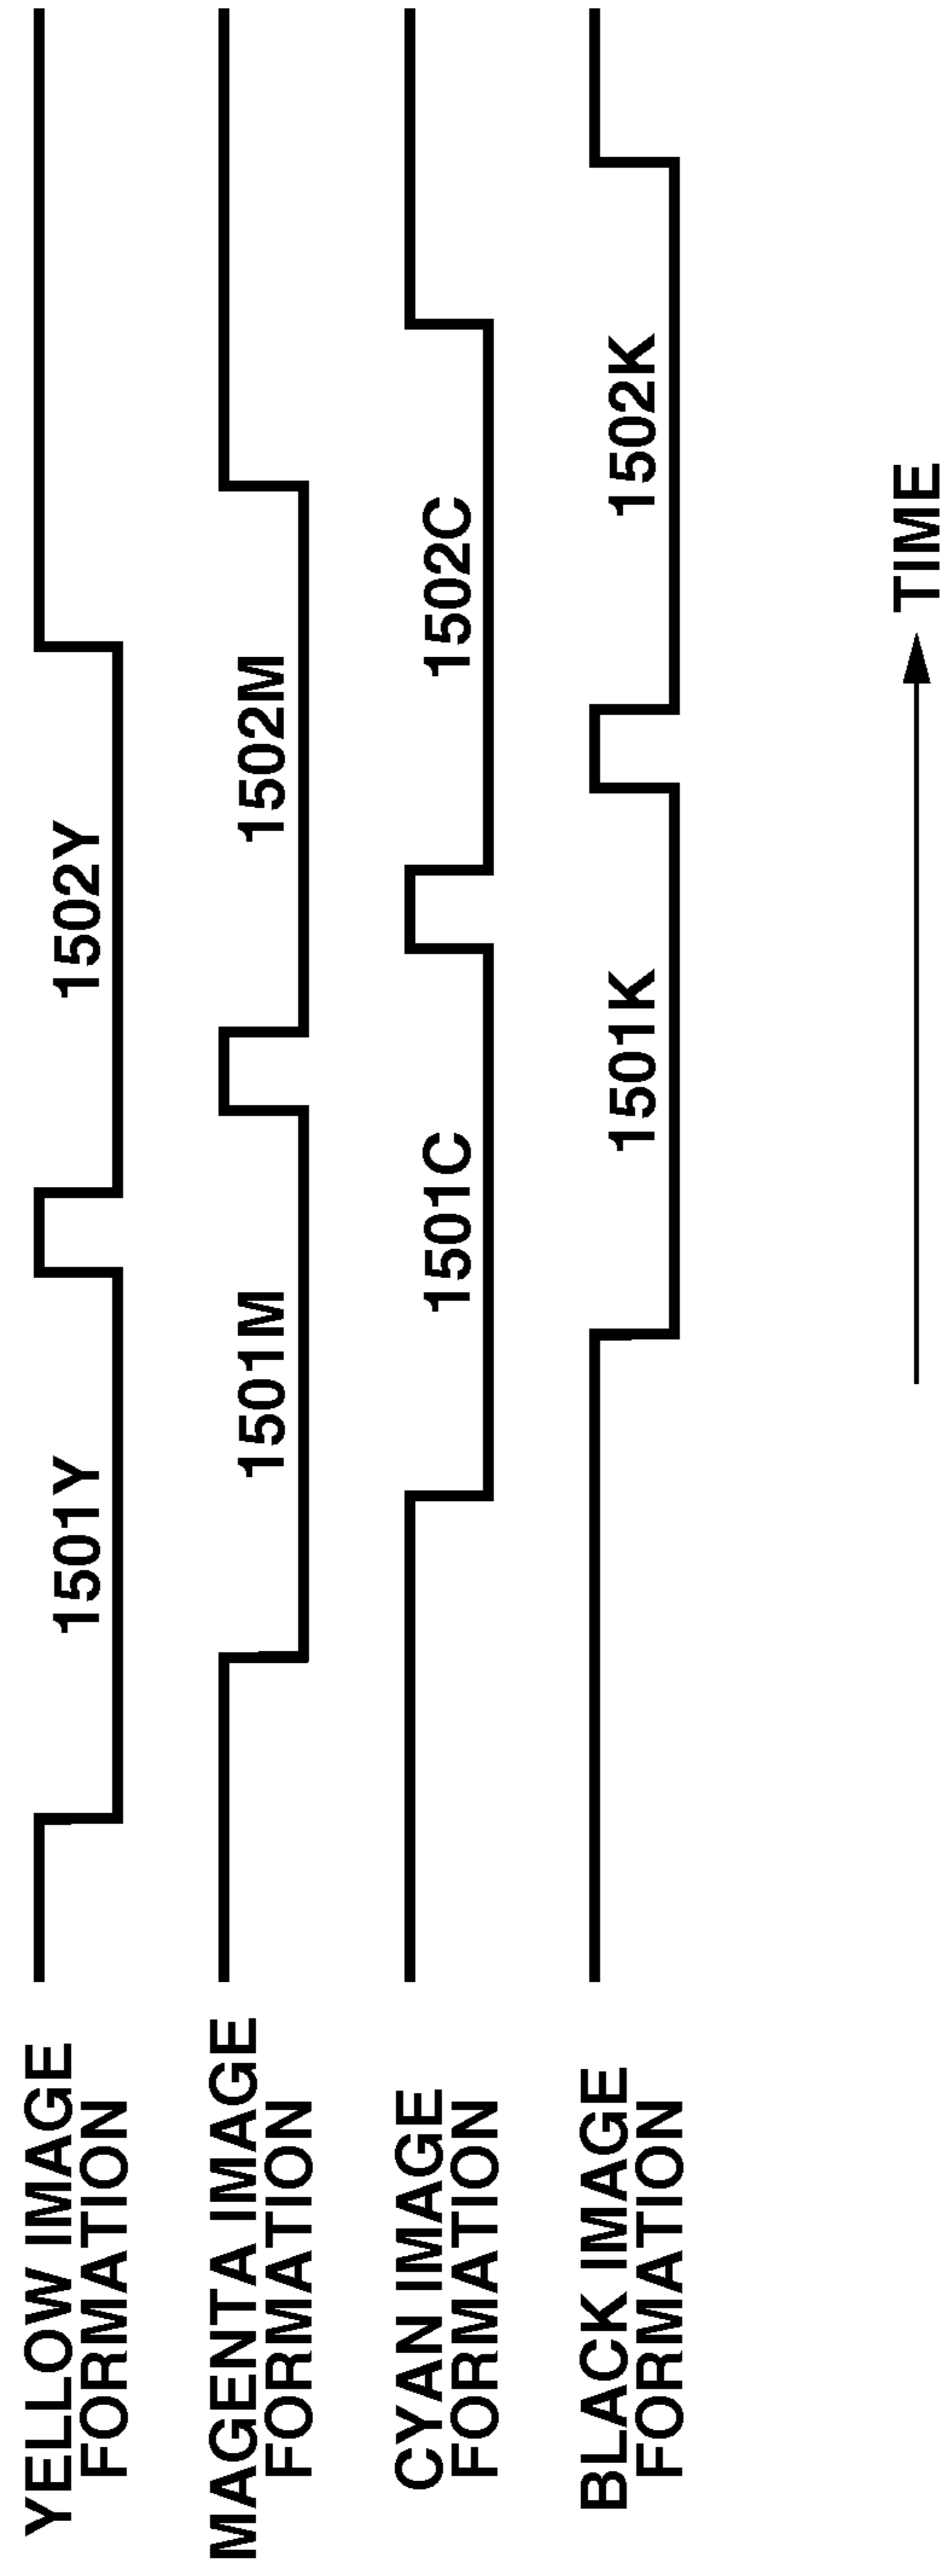 YELLOW IMAGE
FORMATION
1501Y
1502Y
MAGENTA IMAGE
FORMATION
1501M
1502M
CYAN IMAGE
FORMATION
1501C
1502C
BLACK IMAGE
FORMATION
1501K
1502K
TIME